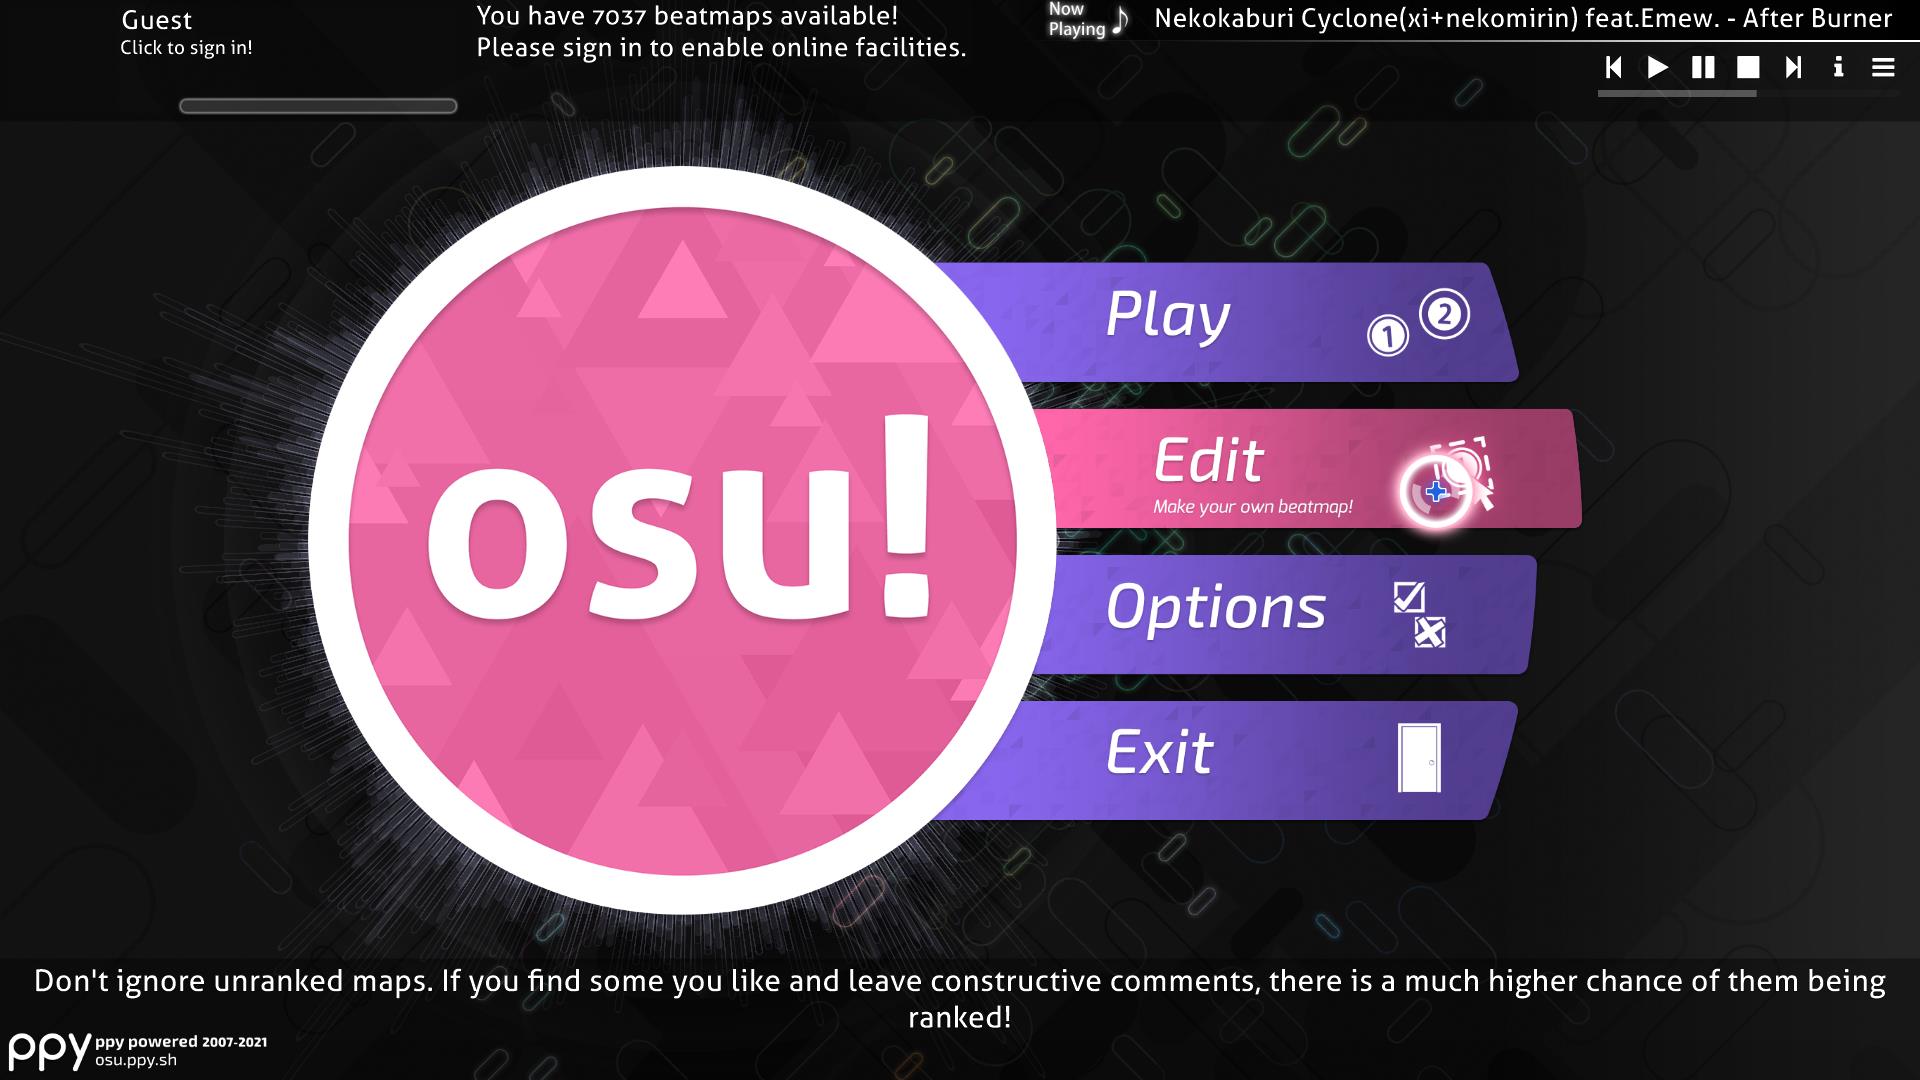 Guest
Click to sign in!
You have 7037 beatmaps available!
Please sign in to enable online facilities.
Now
Playing
Nekokaburi Cyclone(xi+nekomirin) feat.Emew. - After Burner
osu!
Play
1
2
Edit
Make your own beatmap!
Options
Exit
Don't ignore unranked maps. If you find some you like and leave constructive comments, there is a much higher chance of them being
ranked!
ppy
ppy powered 2007-2021
osu.ppy.sh